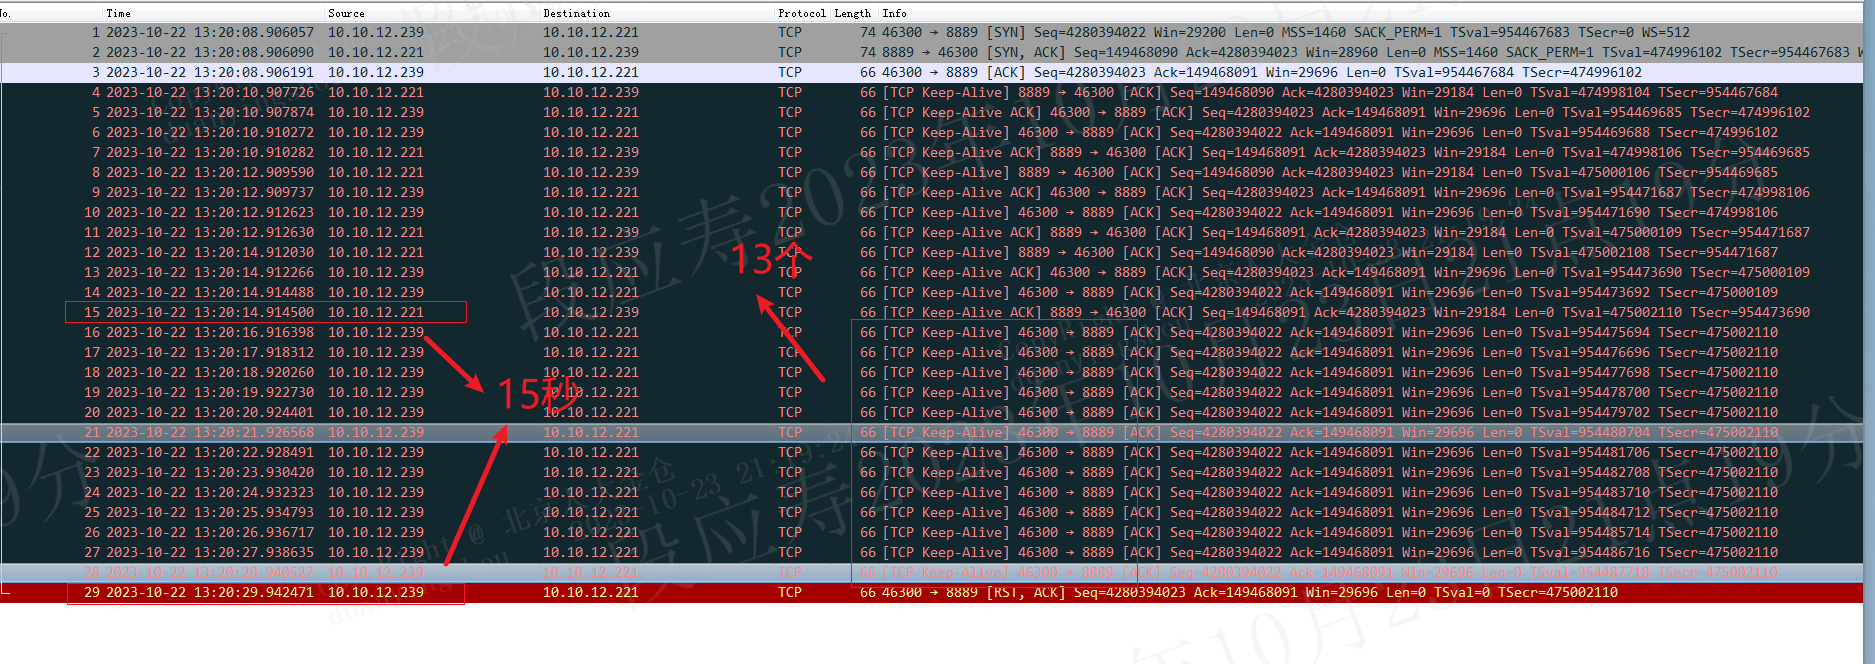 No. Time Source Destination Protocol Length Info
1 2023-10-22 13:20:08.906057 10.10.12.239 10.10.12.221 TCP 74 46300 → 8889 [SYN] Seq=4280394022 Win=29200 Len=0 MSS=1460 SACK_PERM=1 TSval=954467683 TSecr=0 WS=512
2 2023-10-22 13:20:08.906090 10.10.12.221 10.10.12.239 TCP 74 8889 → 46300 [SYN, ACK] Seq=149468090 Ack=4280394023 Win=28960 Len=0 MSS=1460 SACK_PERM=1 TSval=474996102 TSecr=954467683 W
3 2023-10-22 13:20:08.906191 10.10.12.239 10.10.12.221 TCP 66 46300 → 8889 [ACK] Seq=4280394023 Ack=149468091 Win=29696 Len=0 TSval=954467684 TSecr=474996102
4 2023-10-22 13:20:10.907726 10.10.12.221 10.10.12.239 TCP 66 [TCP Keep-Alive] 8889 → 46300 [ACK] Seq=149468090 Ack=4280394023 Win=29184 Len=0 TSval=474998104 TSecr=954467684
5 2023-10-22 13:20:10.907874 10.10.12.239 10.10.12.221 TCP 66 [TCP Keep-Alive ACK] 46300 → 8889 [ACK] Seq=4280394023 Ack=149468091 Win=29696 Len=0 TSval=954469685 TSecr=474996102
6 2023-10-22 13:20:10.910272 10.10.12.239 10.10.12.221 TCP 66 [TCP Keep-Alive] 46300 → 8889 [ACK] Seq=4280394022 Ack=149468091 Win=29696 Len=0 TSval=954469688 TSecr=474996102
7 2023-10-22 13:20:10.910282 10.10.12.221 10.10.12.239 TCP 66 [TCP Keep-Alive ACK] 8889 → 46300 [ACK] Seq=149468091 Ack=4280394023 Win=29184 Len=0 TSval=474998106 TSecr=954469685
8 2023-10-22 13:20:12.909590 10.10.12.221 10.10.12.239 TCP 66 [TCP Keep-Alive] 8889 → 46300 [ACK] Seq=149468090 Ack=4280394023 Win=29184 Len=0 TSval=475000106 TSecr=954469685
9 2023-10-22 13:20:12.909737 10.10.12.239 10.10.12.221 TCP 66 [TCP Keep-Alive ACK] 46300 → 8889 [ACK] Seq=4280394023 Ack=149468091 Win=29696 Len=0 TSval=954471687 TSecr=474998106
10 2023-10-22 13:20:12.912623 10.10.12.239 10.10.12.221 TCP 66 [TCP Keep-Alive] 46300 → 8889 [ACK] Seq=4280394022 Ack=149468091 Win=29696 Len=0 TSval=954471690 TSecr=474998106
11 2023-10-22 13:20:12.912630 10.10.12.221 10.10.12.239 TCP 66 [TCP Keep-Alive ACK] 8889 → 46300 [ACK] Seq=149468091 Ack=4280394023 Win=29184 Len=0 TSval=475000109 TSecr=954471687
12 2023-10-22 13:20:14.912030 10.10.12.221 10.10.12.239 TCP 66 [TCP Keep-Alive] 8889 → 46300 [ACK] Seq=149468090 Ack=4280394023 Win=29184 Len=0 TSval=475002108 TSecr=954471687
13 2023-10-22 13:20:14.912266 10.10.12.239 10.10.12.221 TCP 66 [TCP Keep-Alive ACK] 46300 → 8889 [ACK] Seq=4280394023 Ack=149468091 Win=29696 Len=0 TSval=954473690 TSecr=475000109
14 2023-10-22 13:20:14.914488 10.10.12.239 10.10.12.221 TCP 66 [TCP Keep-Alive] 46300 → 8889 [ACK] Seq=4280394022 Ack=149468091 Win=29696 Len=0 TSval=954473692 TSecr=475000109
15 2023-10-22 13:20:14.914500 10.10.12.221 10.10.12.239 TCP 66 [TCP Keep-Alive ACK] 8889 → 46300 [ACK] Seq=149468091 Ack=4280394023 Win=29184 Len=0 TSval=475002110 TSecr=954473690
16 2023-10-22 13:20:16.916398 10.10.12.239 10.10.12.221 TCP 66 [TCP Keep-Alive] 46300 → 8889 [ACK] Seq=4280394022 Ack=149468091 Win=29696 Len=0 TSval=954475694 TSecr=475002110
17 2023-10-22 13:20:17.918312 10.10.12.239 10.10.12.221 TCP 66 [TCP Keep-Alive] 46300 → 8889 [ACK] Seq=4280394022 Ack=149468091 Win=29696 Len=0 TSval=954476696 TSecr=475002110
18 2023-10-22 13:20:18.920260 10.10.12.239 10.10.12.221 TCP 66 [TCP Keep-Alive] 46300 → 8889 [ACK] Seq=4280394022 Ack=149468091 Win=29696 Len=0 TSval=954477698 TSecr=475002110
19 2023-10-22 13:20:19.922730 10.10.12.239 10.10.12.221 TCP 66 [TCP Keep-Alive] 46300 → 8889 [ACK] Seq=4280394022 Ack=149468091 Win=29696 Len=0 TSval=954478700 TSecr=475002110
20 2023-10-22 13:20:20.924401 10.10.12.239 10.10.12.221 TCP 66 [TCP Keep-Alive] 46300 → 8889 [ACK] Seq=4280394022 Ack=149468091 Win=29696 Len=0 TSval=954479702 TSecr=475002110
21 2023-10-22 13:20:21.926568 10.10.12.239 10.10.12.221 TCP 66 [TCP Keep-Alive] 46300 → 8889 [ACK] Seq=4280394022 Ack=149468091 Win=29696 Len=0 TSval=954480704 TSecr=475002110
22 2023-10-22 13:20:22.928491 10.10.12.239 10.10.12.221 TCP 66 [TCP Keep-Alive] 46300 → 8889 [ACK] Seq=4280394022 Ack=149468091 Win=29696 Len=0 TSval=954481706 TSecr=475002110
23 2023-10-22 13:20:23.930420 10.10.12.239 10.10.12.221 TCP 66 [TCP Keep-Alive] 46300 → 8889 [ACK] Seq=4280394022 Ack=149468091 Win=29696 Len=0 TSval=954482708 TSecr=475002110
24 2023-10-22 13:20:24.932323 10.10.12.239 10.10.12.221 TCP 66 [TCP Keep-Alive] 46300 → 8889 [ACK] Seq=4280394022 Ack=149468091 Win=29696 Len=0 TSval=954483710 TSecr=475002110
25 2023-10-22 13:20:25.934793 10.10.12.239 10.10.12.221 TCP 66 [TCP Keep-Alive] 46300 → 8889 [ACK] Seq=4280394022 Ack=149468091 Win=29696 Len=0 TSval=954484712 TSecr=475002110
26 2023-10-22 13:20:26.936717 10.10.12.239 10.10.12.221 TCP 66 [TCP Keep-Alive] 46300 → 8889 [ACK] Seq=4280394022 Ack=149468091 Win=29696 Len=0 TSval=954485714 TSecr=475002110
27 2023-10-22 13:20:27.938635 10.10.12.239 10.10.12.221 TCP 66 [TCP Keep-Alive] 46300 → 8889 [ACK] Seq=4280394022 Ack=149468091 Win=29696 Len=0 TSval=954486716 TSecr=475002110
28 2023-10-22 13:20:28.940527 10.10.12.239 10.10.12.221 TCP 66 [TCP Keep-Alive] 46300 → 8889 [ACK] Seq=4280394022 Ack=149468091 Win=29696 Len=0 TSval=954487718 TSecr=475002110
29 2023-10-22 13:20:29.942471 10.10.12.239 10.10.12.221 TCP 66 46300 → 8889 [RST, ACK] Seq=4280394023 Ack=149468091 Win=29696 Len=0 TSval=0 TSecr=475002110
13个
15秒
段应寿2023年10月23日21点19分